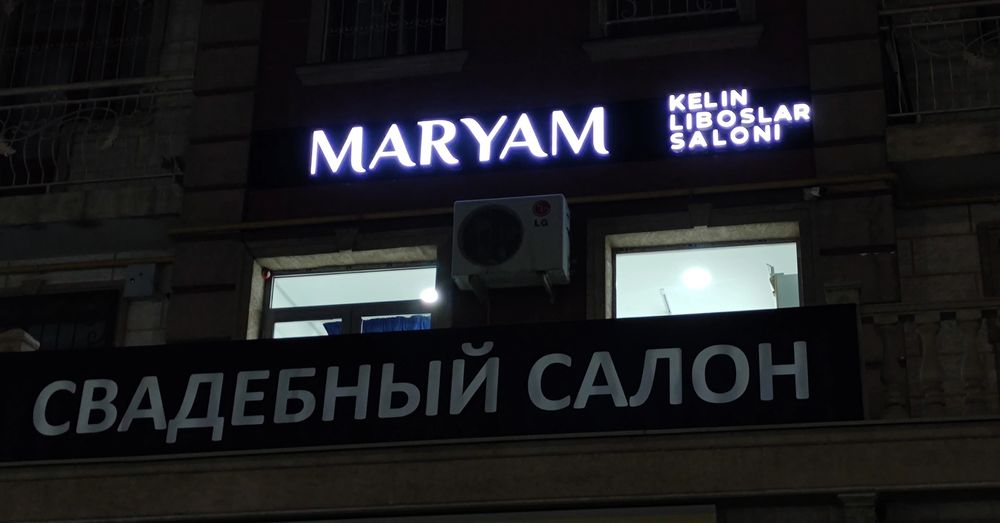 MARYAM
KELIN
LIBOSLAR
SALONI
LG
СВАДЕБНЫЙ САЛОН